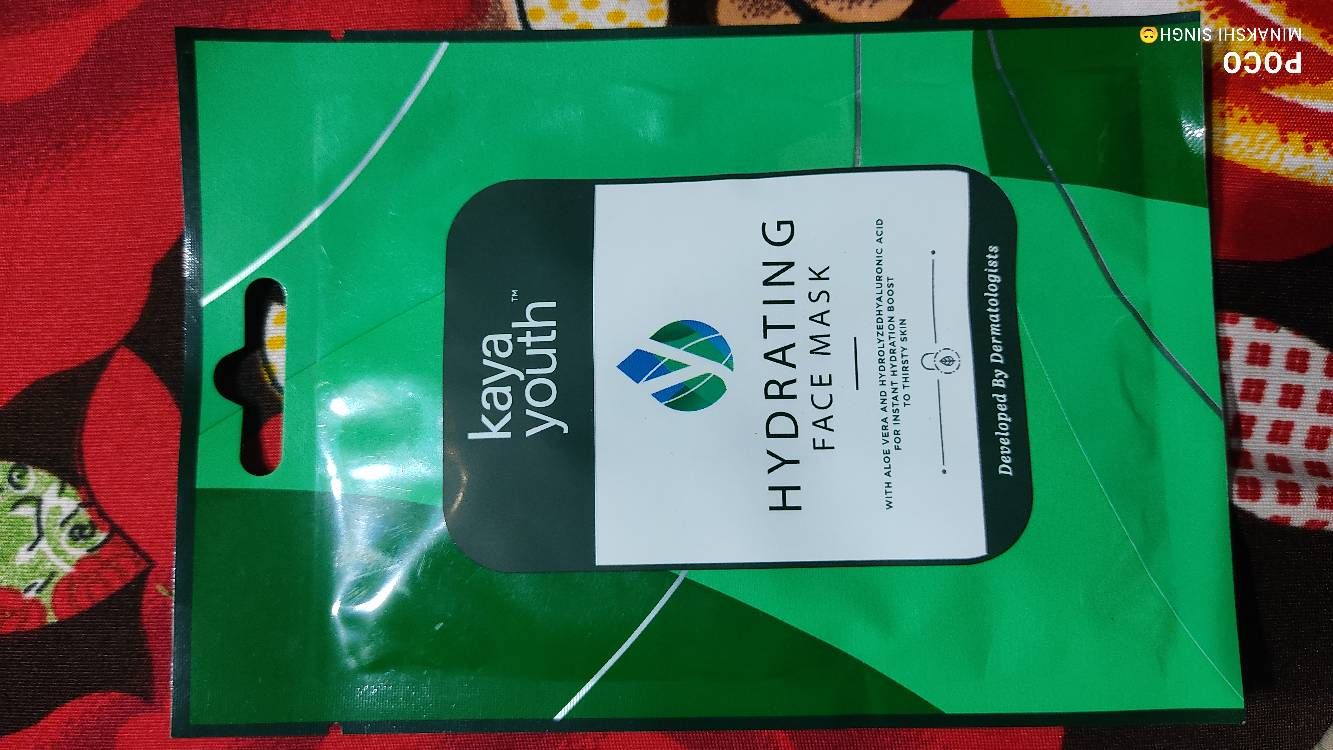 kaya
youth™
HYDRATING
FACE MASK
WITH ALOE VERA AND HYDROLYZEDHYALURONIC ACID
FOR INSTANT HYDRATION BOOST
TO THIRSTY SKIN
Developed By Dermatologists
POCO
MINAKSHI SINGH🙃